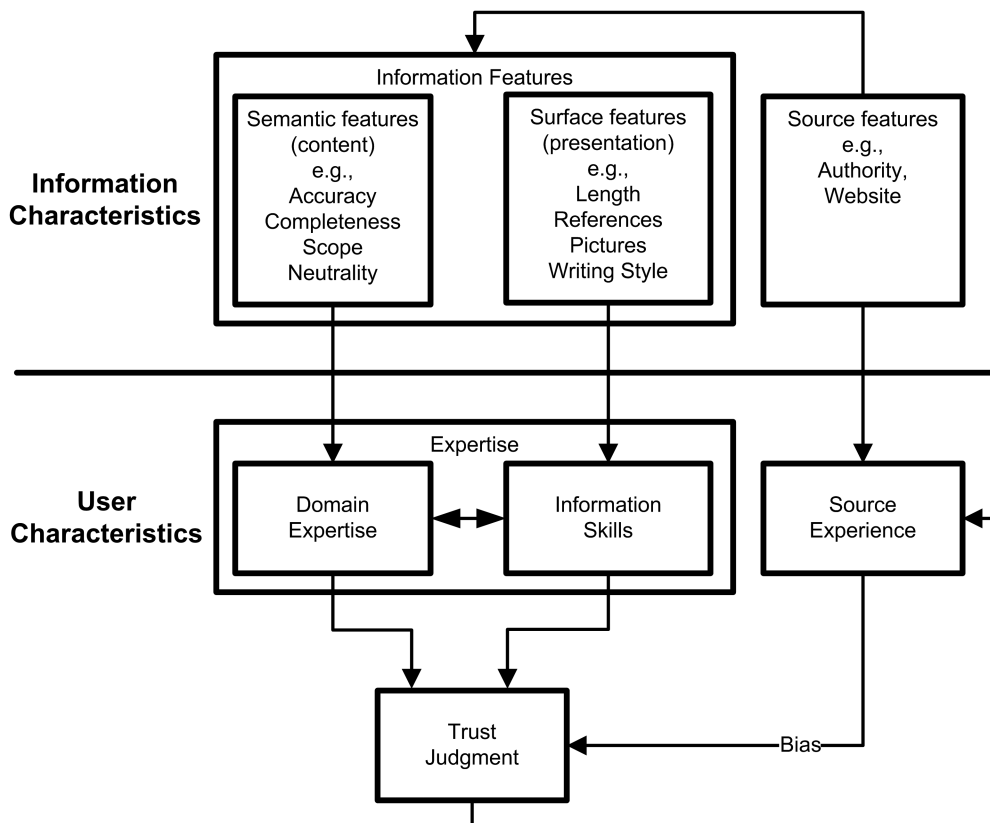 Information Features
Semantic features
(content)
e.g.,
Accuracy
Completeness
Scope
Neutrality
Surface features
(presentation)
e.g.,
Length
References
Pictures
Writing Style
Source features
e.g.,
Authority,
Website
Information
Characteristics
User
Characteristics
Expertise
Domain
Expertise
Information
Skills
Source
Experience
Trust
Judgment
Bias